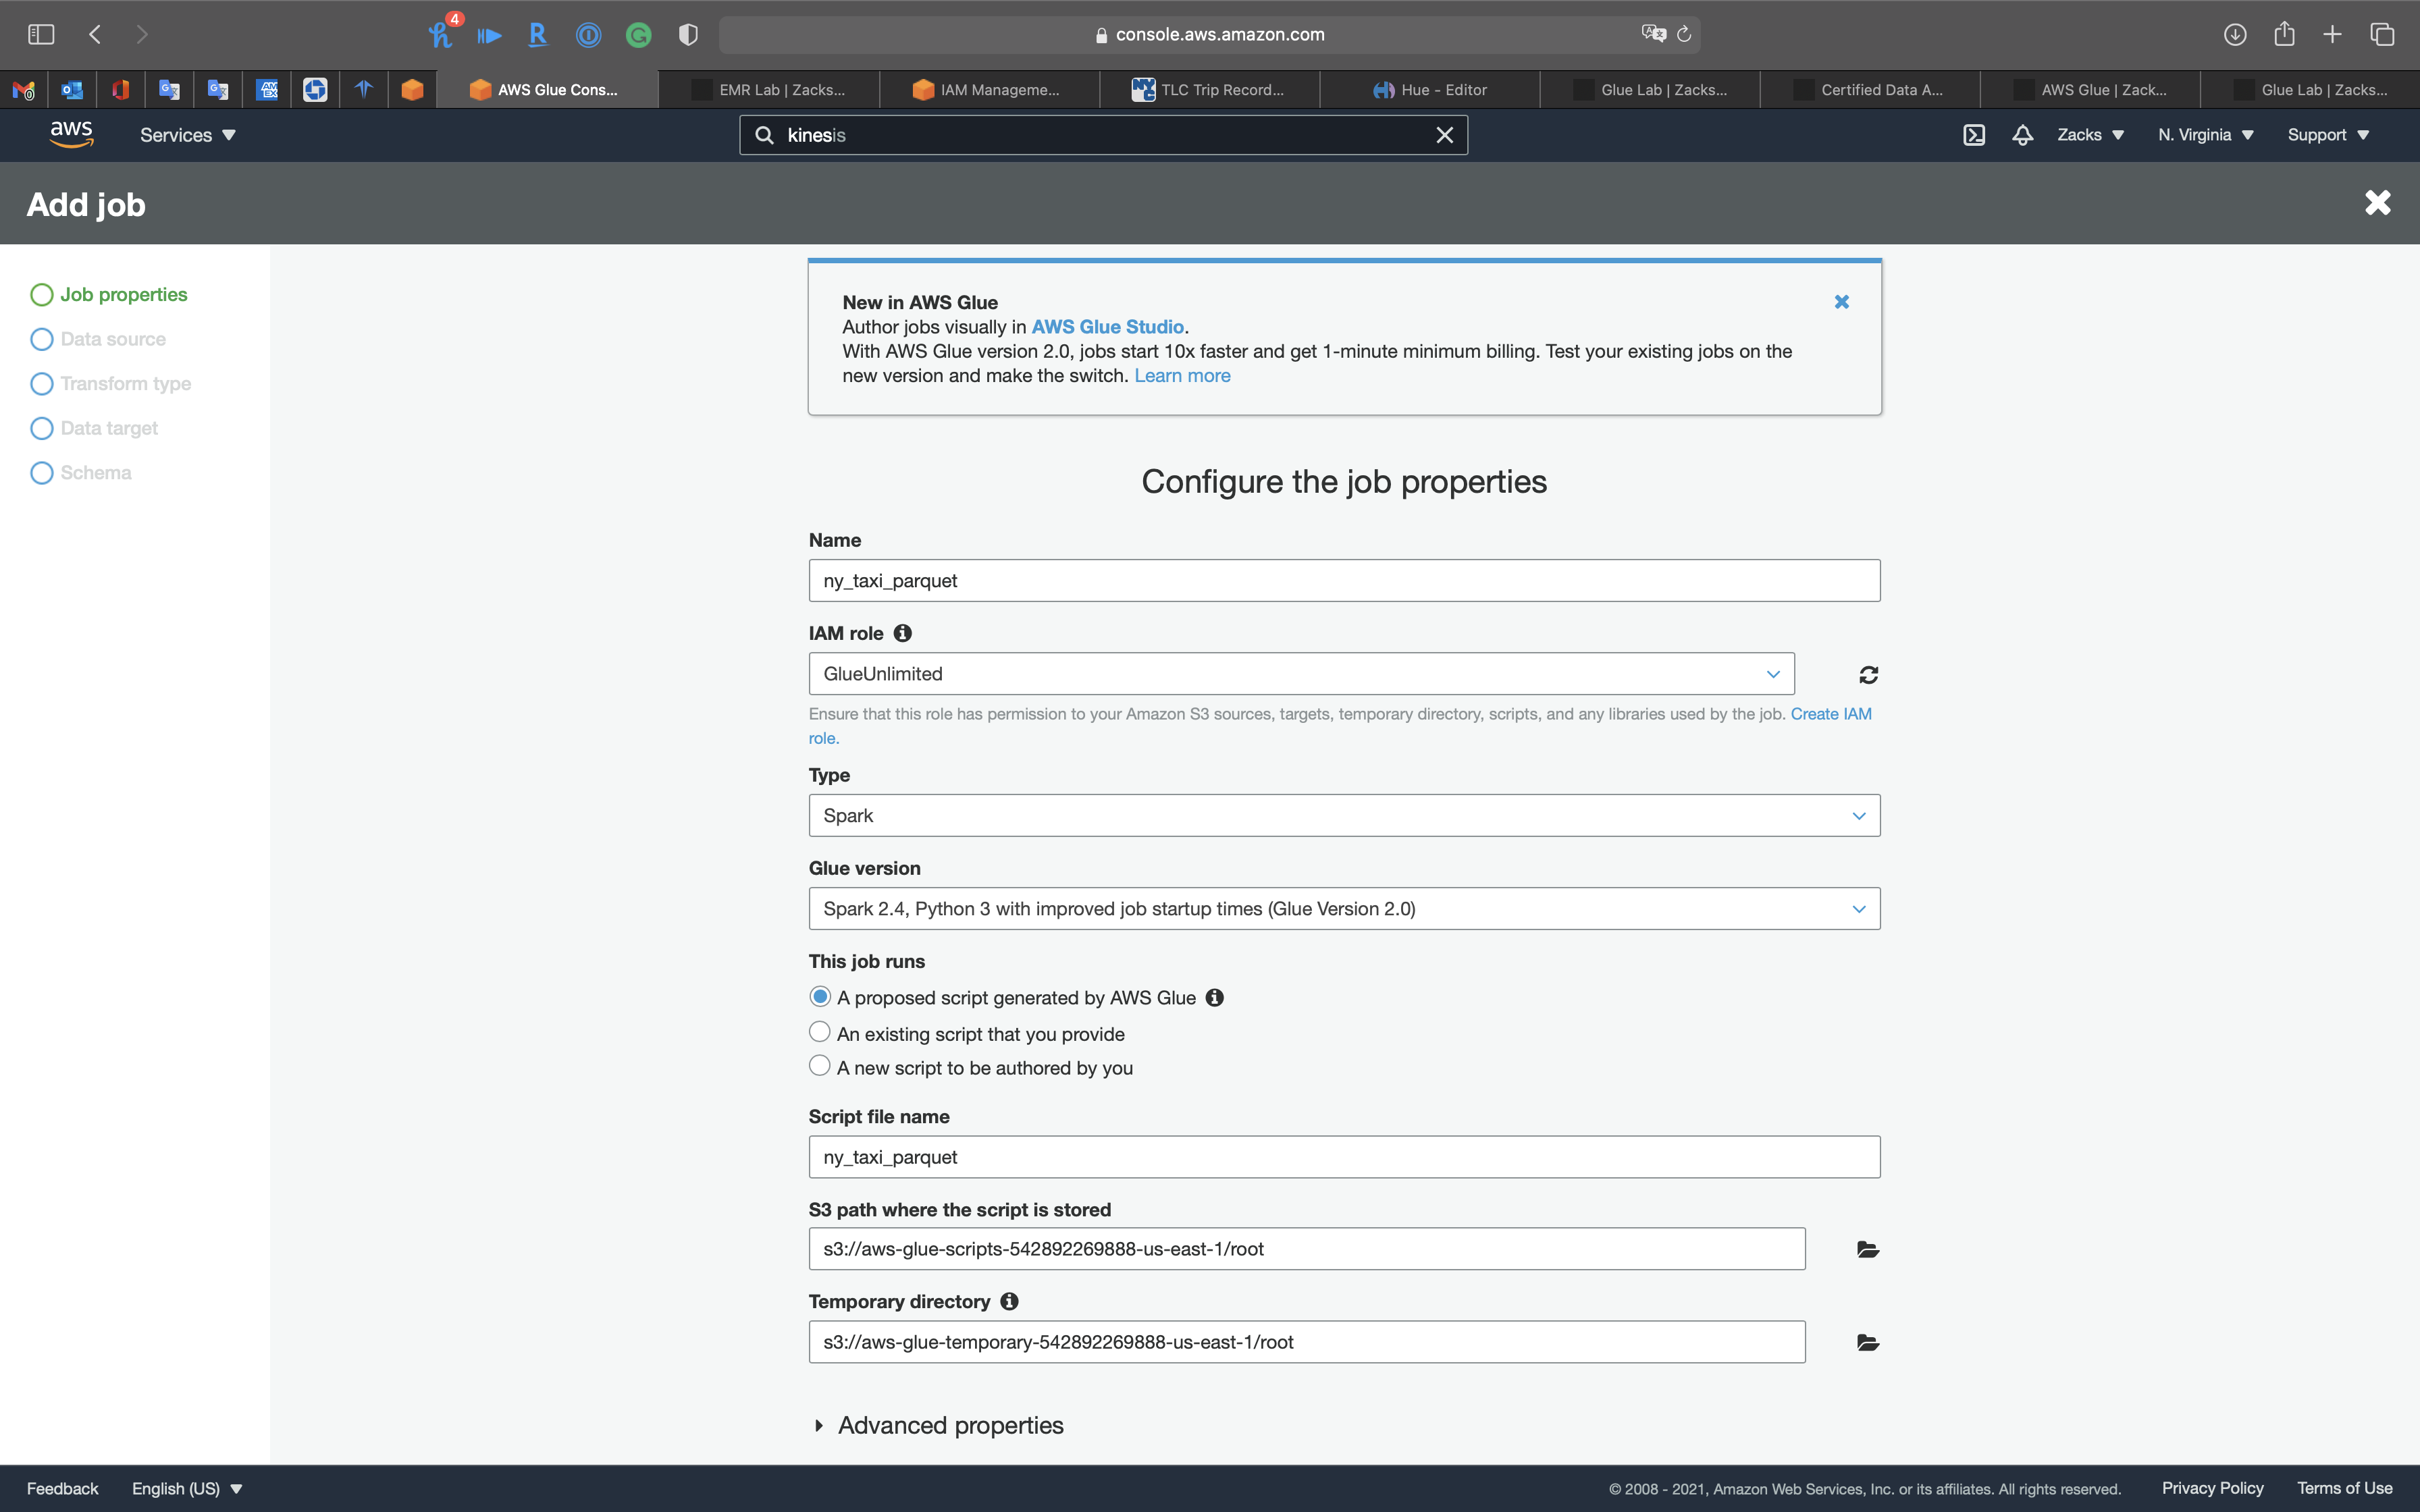 4
console.aws.amazon.com
AWS Glue Cons...
EMR Lab | Zacks...
IAM Manageme...
TLC Trip Record...
Hue - Editor
Glue Lab | Zacks...
Certified Data A...
AWS Glue | Zack...
Glue Lab | Zacks...
aws
Services
kinesis
Zacks
N. Virginia
Support
Add job
Job properties
Data source
Transform type
Data target
Schema
New in AWS Glue
Author jobs visually in AWS Glue Studio.
With AWS Glue version 2.0, jobs start 10x faster and get 1-minute minimum billing. Test your existing jobs on the
new version and make the switch. Learn more
Configure the job properties
Name
ny_taxi_parquet
IAM role
GlueUnlimited
Ensure that this role has permission to your Amazon S3 sources, targets, temporary directory, scripts, and any libraries used by the job. Create IAM
role.
Type
Spark
Glue version
Spark 2.4, Python 3 with improved job startup times (Glue Version 2.0)
This job runs
A proposed script generated by AWS Glue
An existing script that you provide
A new script to be authored by you
Script file name
ny_taxi_parquet
S3 path where the script is stored
s3://aws-glue-scripts-542892269888-us-east-1/root
Temporary directory
s3://aws-glue-temporary-542892269888-us-east-1/root
Advanced properties
Feedback
English (US)
© 2008 - 2021, Amazon Web Services, Inc. or its affiliates. All rights reserved.
Privacy Policy
Terms of Use